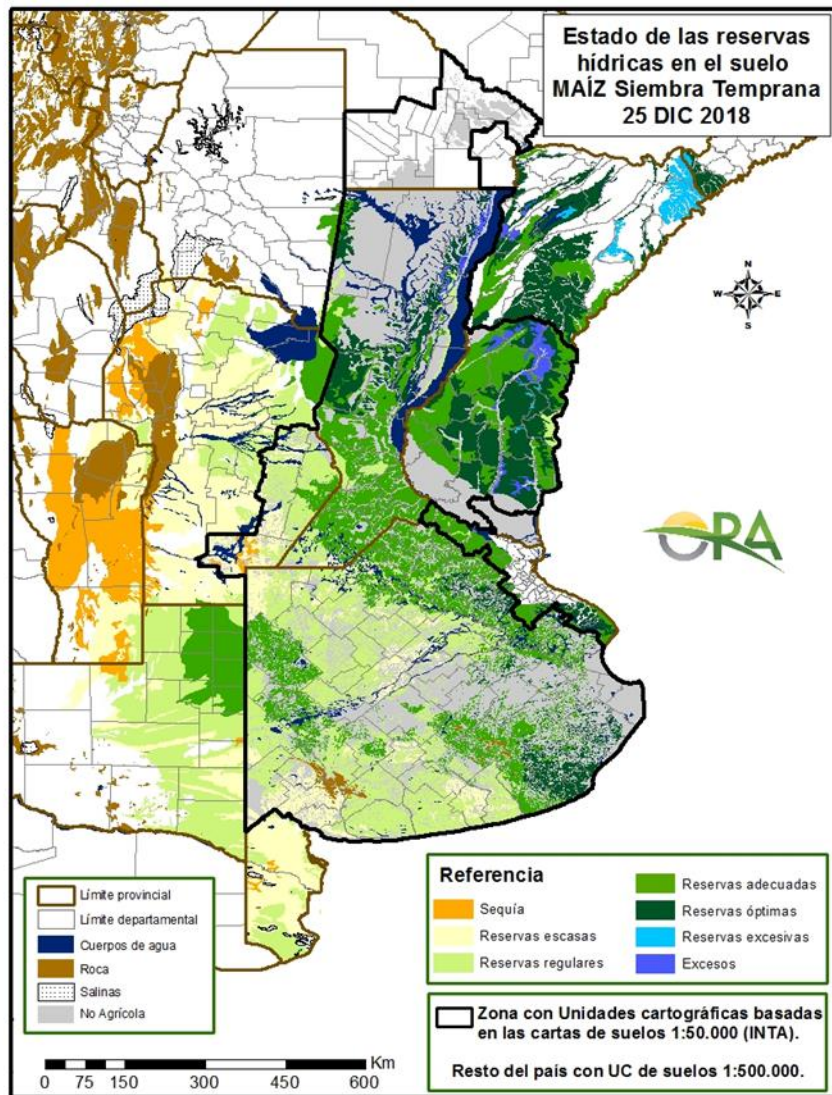 Estado de las reservas
hídricas en el suelo
MAÍZ Siembra Temprana
25 DIC 2018
N
W
E
S
ORA
Límite provincial
Límite departamental
Cuerpos de agua
Roca
Salinas
No Agrícola
Referencia
Sequía
Reservas escasas
Reservas regulares
Reservas adecuadas
Reservas óptimas
Reservas excesivas
Excesos
Zona con Unidades cartográficas basadas
en las cartas de suelos 1:50.000 (INTA).
Resto del país con UC de suelos 1:500.000.
Km
0 75 150 300 450 600